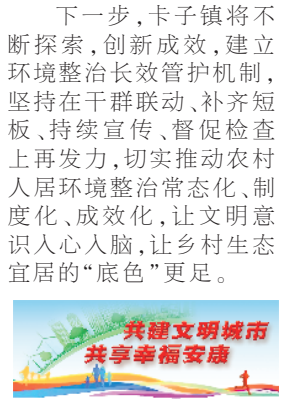 下一步,卡子镇将不
断探索,创新成效,建立
环境整治长效管护机制,
坚持在干群联动、补齐短
板、持续宣传、督促检查
上再发力,切实推动农村
人居环境整治常态化、制
度化、成效化,让文明意
识入心入脑,让乡村生态
宜居的“底色”更足。
共建文明城市
共享幸福安康